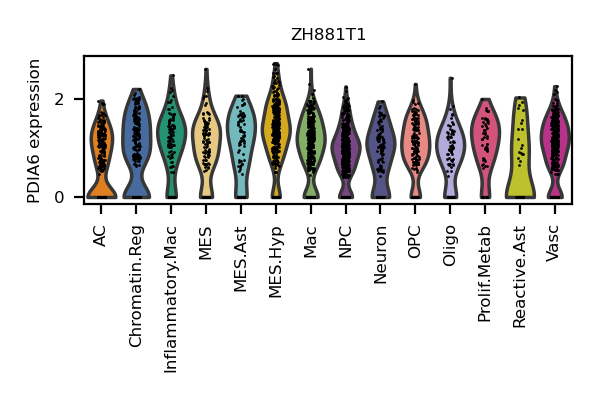 ZH881T1
PDIA6 expression
2
0
AC
Chromatin.Reg
Inflammatory.Mac
MES
MES.Ast
MES.Hyp
Mac
NPC
Neuron
OPC
Oligo
Prolif.Metab
Reactive.Ast
Vasc